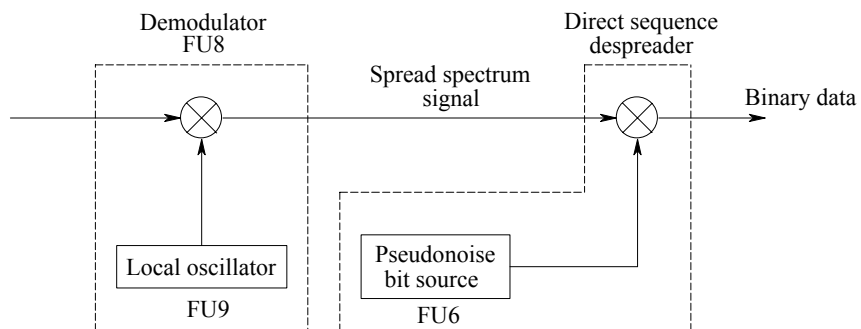 Demodulator
FU8
Direct sequence
despreader
Spread spectrum
signal
Binary data
Local oscillator
FU9
Pseudonoise
bit source
FU6